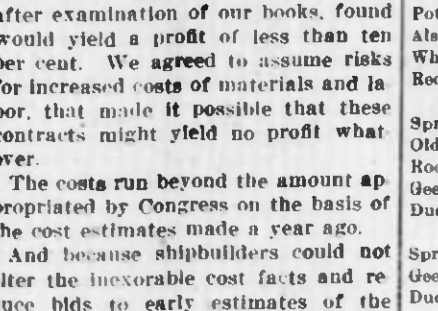 after examination of our books, found
would yield a profit of less than ten
per cent. We agreed to assume risks
for increased costs of materials and la
bor, that made it possible that these
contracts might yield no profit what
ever.
The costs run beyond the amount ap
propriated by Congress on the basis of
the cost estimates made a year ago.
And because shipbuilders could not
alter the inexorable cost facts and re
duce bids to early estimates of the
Pot
Als
Wh
Rec
Spr
Old
Roo
Gee
Duc
Spr
Gee
Duc